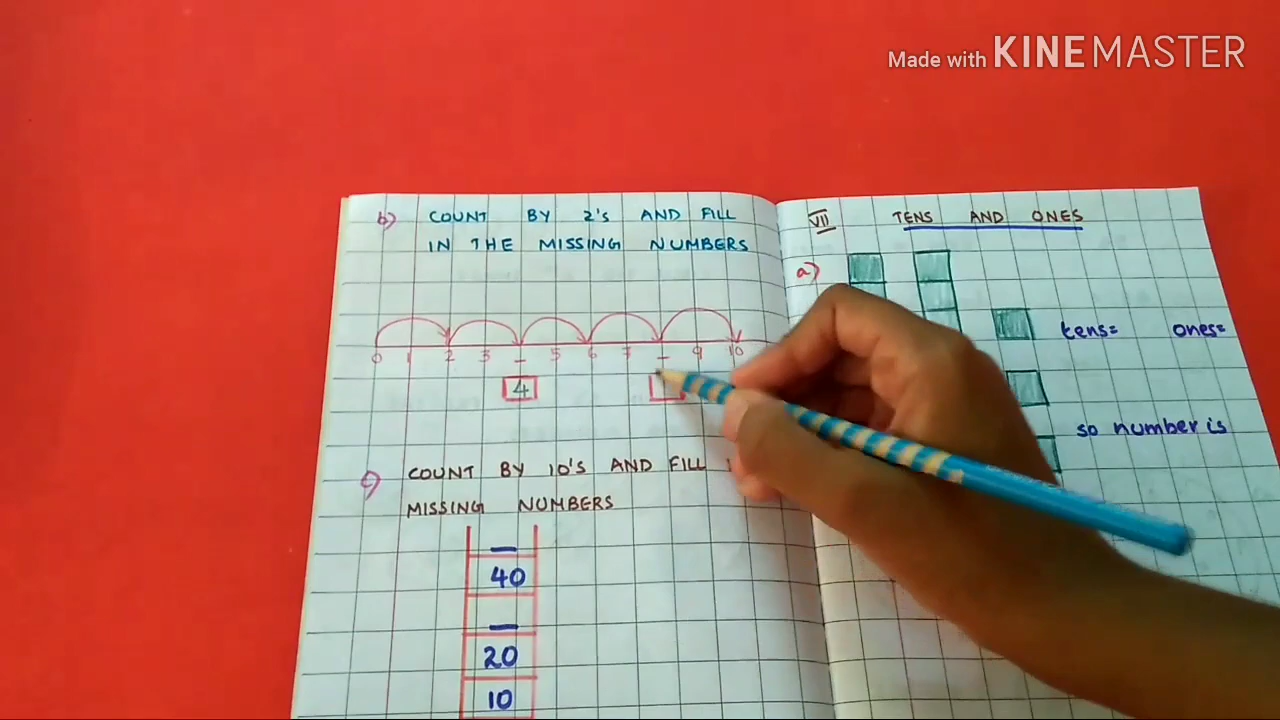 Made with KINEMASTER
b) COUNT BY 2's AND FILL
IN THE MISSING NUMBERS
0 1 2 3 _ 5 6 7 _ 9 10
4
c) COUNT BY 10's AND FILL
MISSING NUMBERS
_
40
_
20
10
VII TENS AND ONES
a)
tens= ones=
so number is